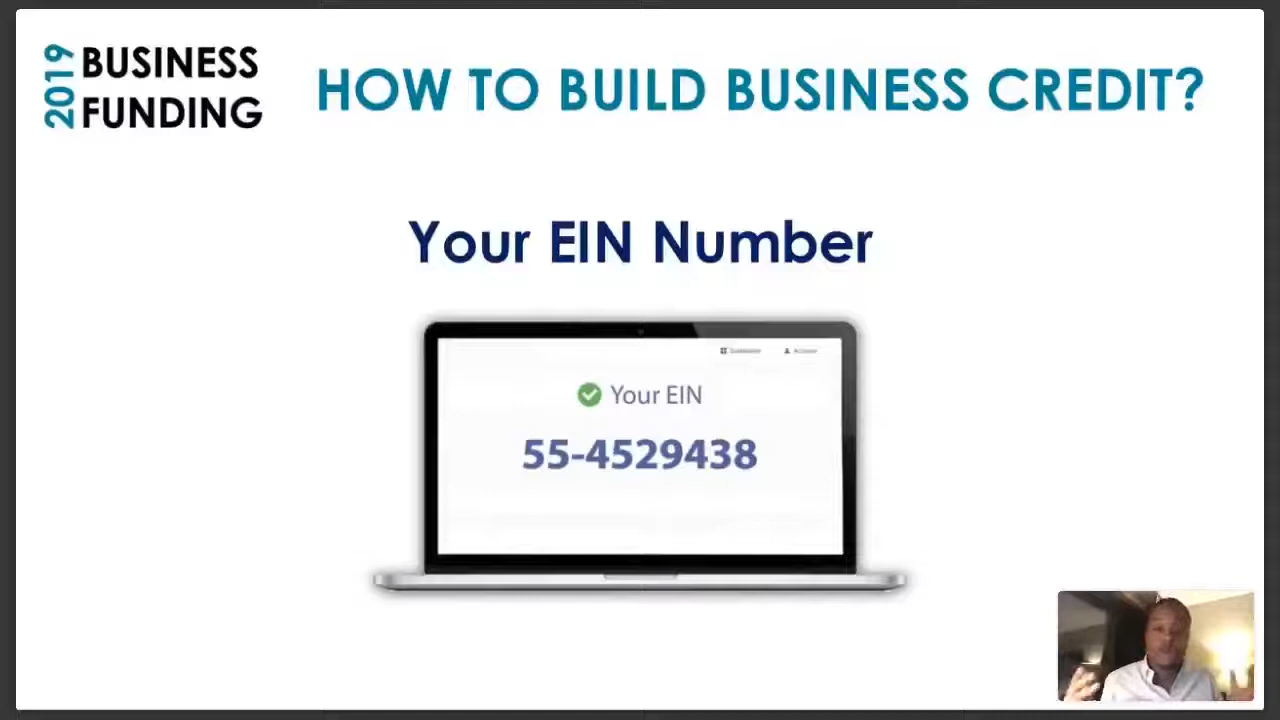 2019
BUSINESS
FUNDING
HOW TO BUILD BUSINESS CREDIT?
Your EIN Number
Your EIN
55-4529438